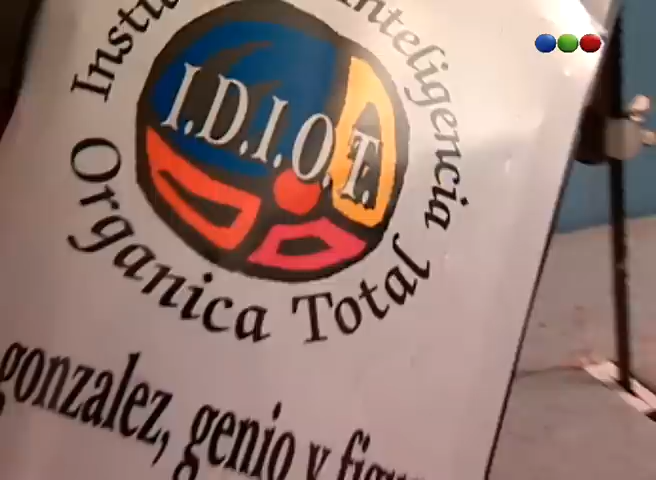 Inteligencia
I.D.I.O.T.
Organica Total
gonzalez, genio y